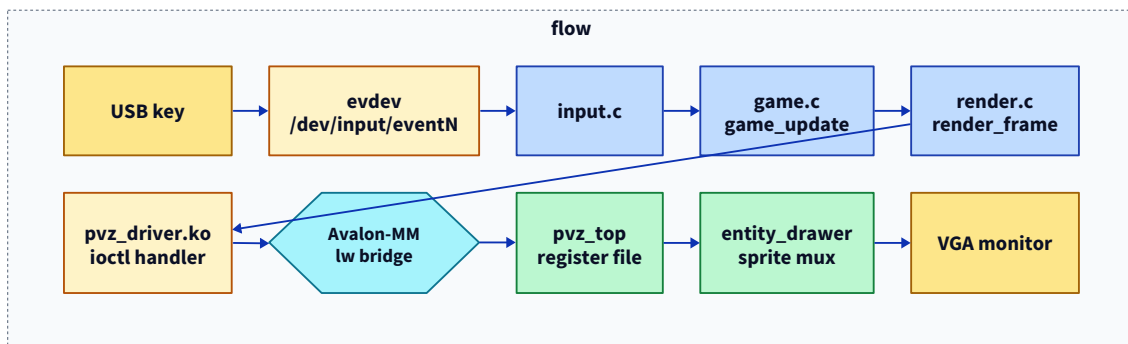 flow
USB key
evdev
/dev/input/eventN
input.c
game.c
game_update
render.c
render_frame
pvz_driver.ko
ioctl handler
Avalon-MM
lw bridge
pvz_top
register file
entity_drawer
sprite mux
VGA monitor